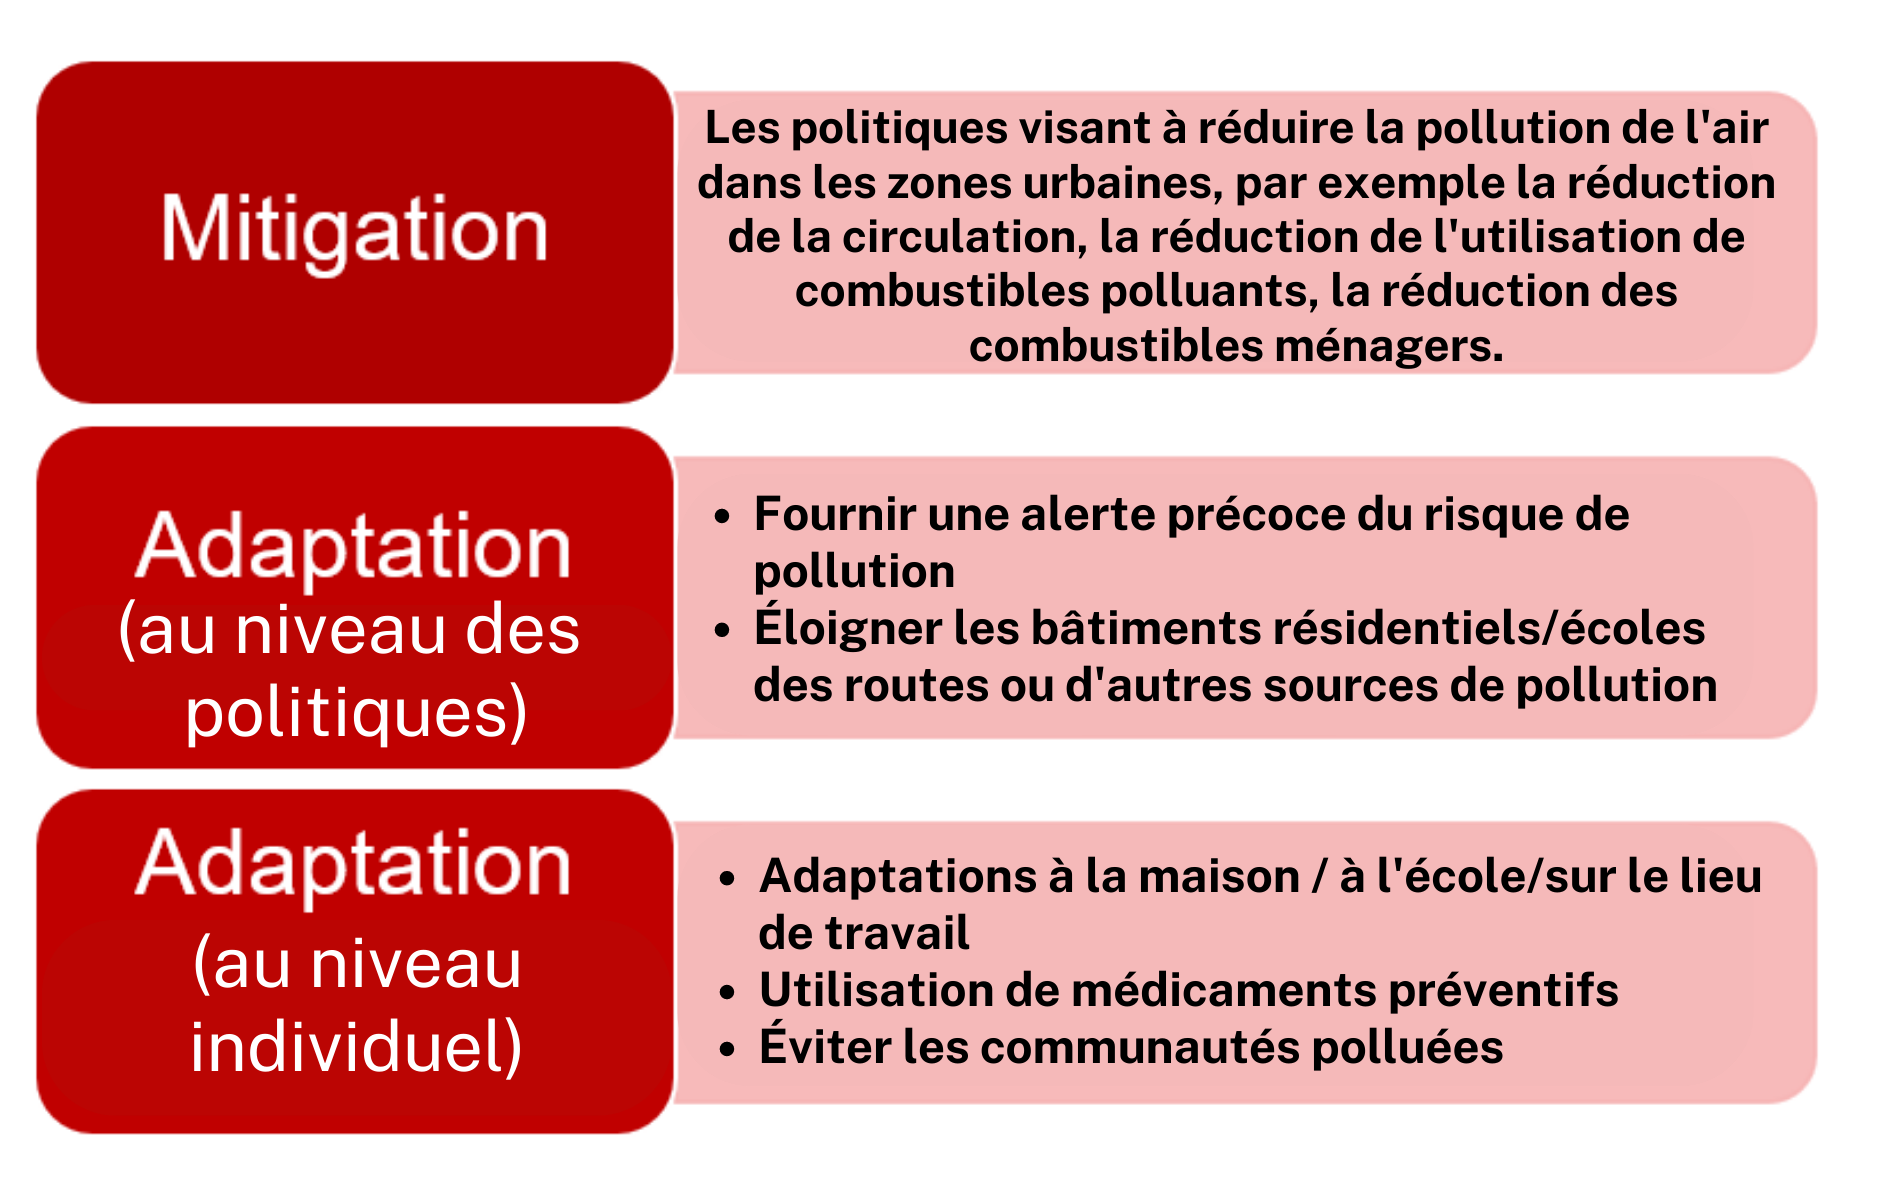 Mitigation
Les politiques visant à réduire la pollution de l'air
dans les zones urbaines, par exemple la réduction
de la circulation, la réduction de l'utilisation de
combustibles polluants, la réduction des
combustibles ménagers.
Adaptation
(au niveau des
politiques)
• Fournir une alerte précoce du risque de
pollution
• Éloigner les bâtiments résidentiels/écoles
des routes ou d'autres sources de pollution
Adaptation
(au niveau
individuel)
• Adaptations à la maison / à l'école/sur le lieu
de travail
• Utilisation de médicaments préventifs
• Éviter les communautés polluées